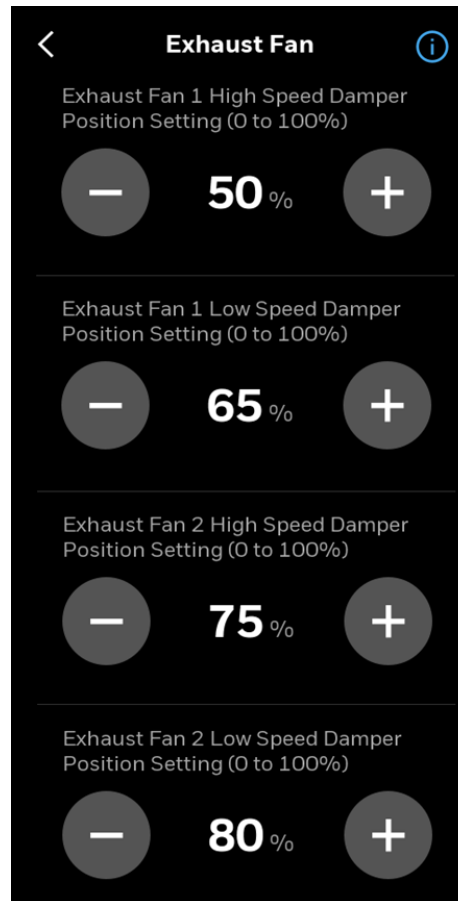 Exhaust Fan
Exhaust Fan 1 High Speed Damper
Position Setting (0 to 100%)
50 %
Exhaust Fan 1 Low Speed Damper
Position Setting (0 to 100%)
65 %
Exhaust Fan 2 High Speed Damper
Position Setting (0 to 100%)
75 %
Exhaust Fan 2 Low Speed Damper
Position Setting (0 to 100%)
80 %